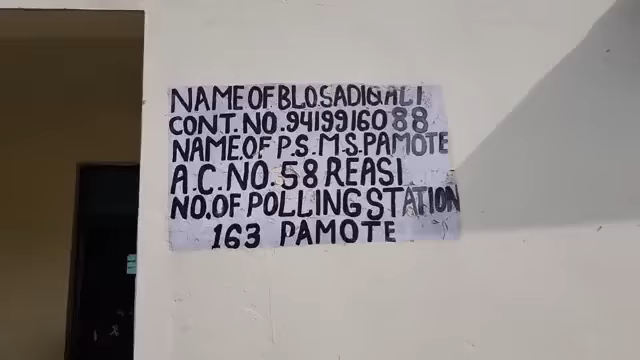 NAME OF BLO.SADIQ ALI
CONT.NO.9419916088
NAME.OF P.S.M.S.PAMOTE
A.C.NO.58 REASI
NO.OF POLLING STATION
163 PAMOTE